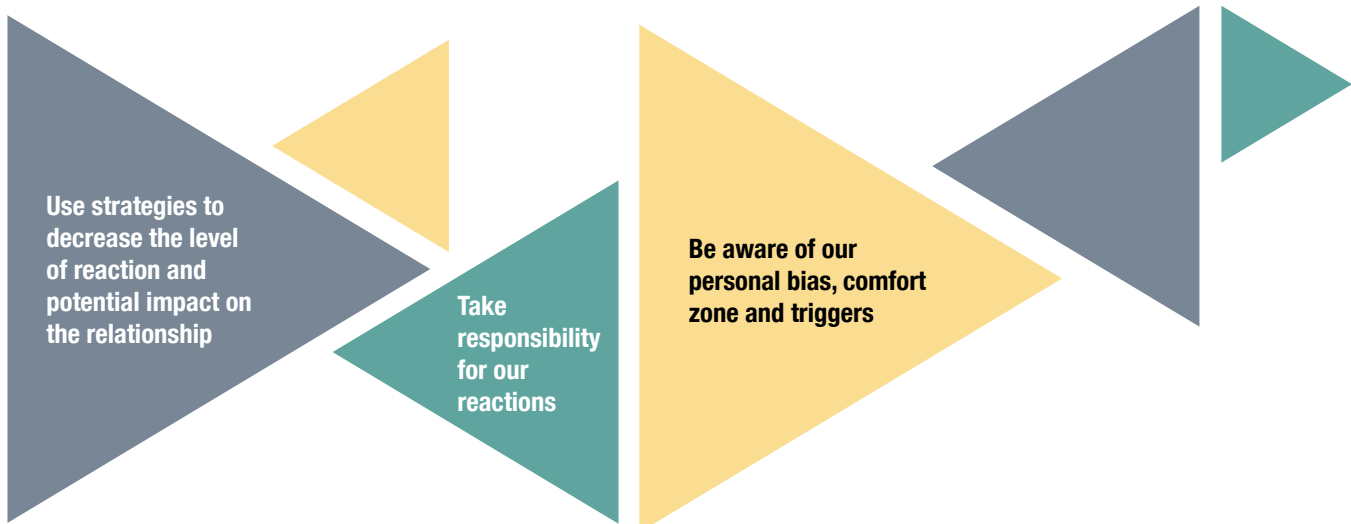 Use strategies to
decrease the level
of reaction and
potential impact on
the relationship
Take
responsibility
for our
reactions
Be aware of our
personal bias, comfort
zone and triggers